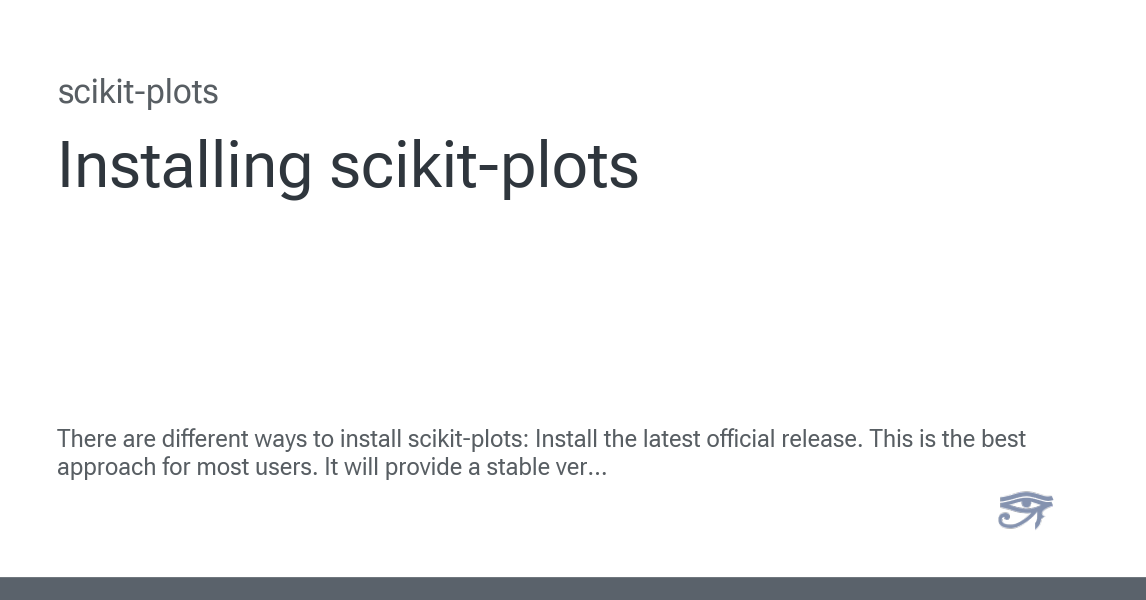 scikit-plots
Installing scikit-plots
There are different ways to install scikit-plots: Install the latest official release. This is the best
approach for most users. It will provide a stable ver...